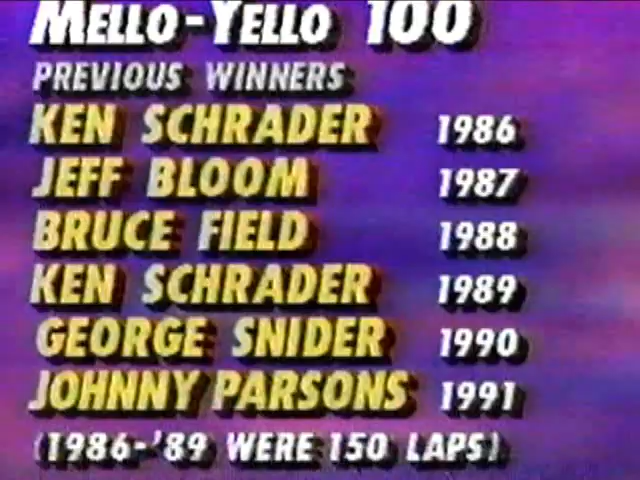 MELLO-YELLO 100
PREVIOUS WINNERS
KEN SCHRADER 1986
JEFF BLOOM 1987
BRUCE FIELD 1988
KEN SCHRADER 1989
GEORGE SNIDER 1990
JOHNNY PARSONS 1991
(1986-'89 WERE 150 LAPS)